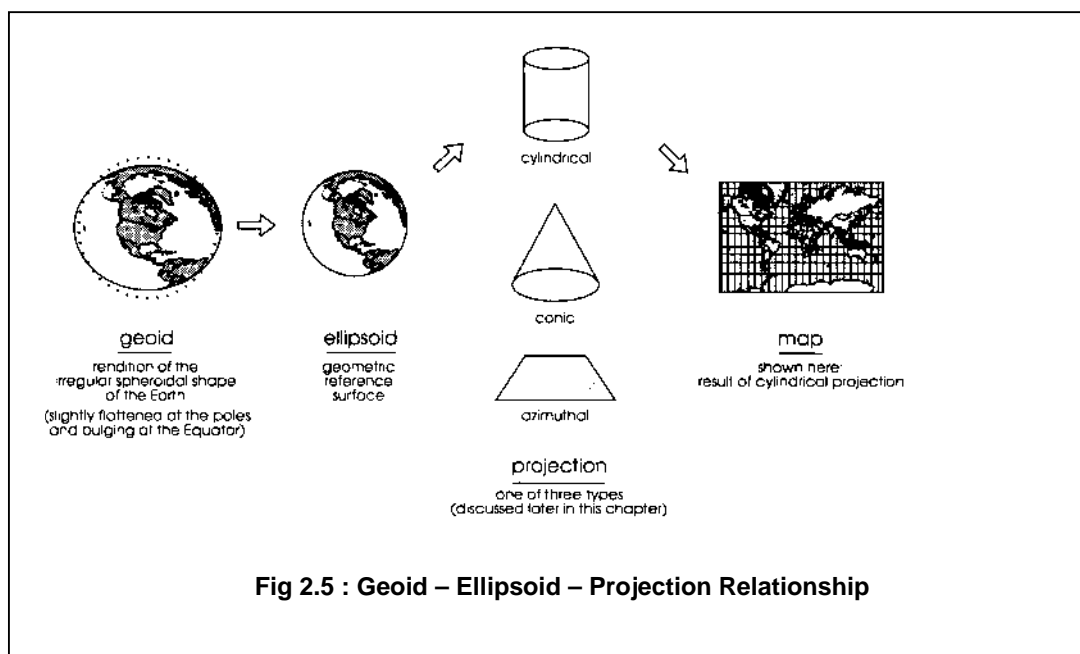 cylindrical
conic
azimuthal
geoid
rendition of the
irregular spheroidal shape
of the Earth
(slightly flattened at the poles
and bulging at the Equator)
ellipsoid
geometric
reference
surface
projection
one of three types
(discussed later in this chapter)
map
shown here:
result of cylindrical projection
Fig 2.5 : Geoid – Ellipsoid – Projection Relationship